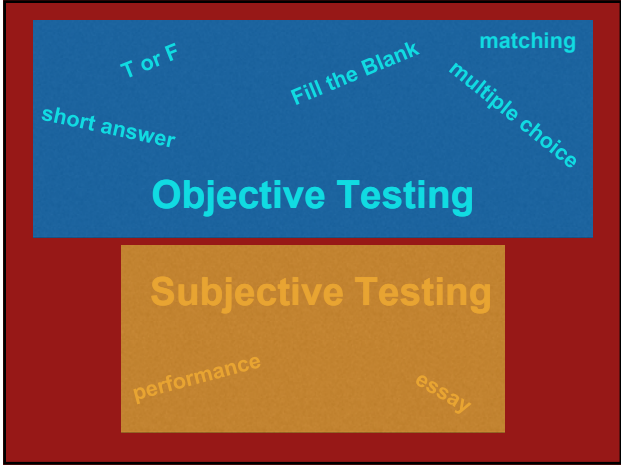 matching
T or F
Fill the Blank
multiple choice
short answer
Objective Testing
Subjective Testing
performance
essay